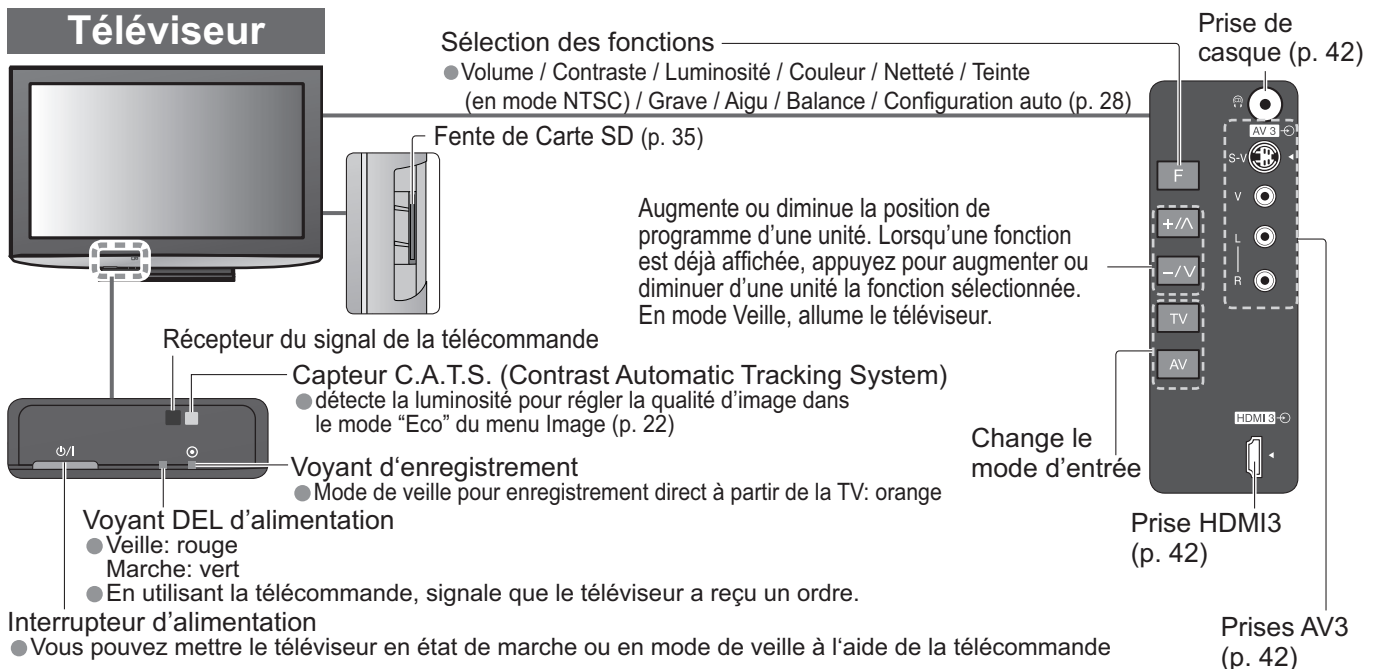 Téléviseur
Sélection des fonctions
●Volume / Contraste / Luminosité / Couleur / Netteté / Teinte
(en mode NTSC) / Grave / Aigu / Balance / Configuration auto (p. 28)
Prise de
casque (p. 42)
Fente de Carte SD (p. 35)
Augmente ou diminue la position de
programme d'une unité. Lorsqu'une fonction
est déjà affichée, appuyez pour augmenter ou
diminuer d'une unité la fonction sélectionnée.
En mode Veille, allume le téléviseur.
AV 3
S-V
V
L
R
F
+/∧
−/∨
TV
AV
HDMI 3
Récepteur du signal de la télécommande
Capteur C.A.T.S. (Contrast Automatic Tracking System)
●détecte la luminosité pour régler la qualité d'image dans
le mode “Eco” du menu Image (p. 22)
Change le
mode d'entrée
⏻/I
Voyant d‘enregistrement
●Mode de veille pour enregistrement direct à partir de la TV: orange
Voyant DEL d'alimentation
●Veille: rouge
Marche: vert
●En utilisant la télécommande, signale que le téléviseur a reçu un ordre.
Prise HDMI3
(p. 42)
Interrupteur d'alimentation
●Vous pouvez mettre le téléviseur en état de marche ou en mode de veille à l‘aide de la télécommande
Prises AV3
(p. 42)